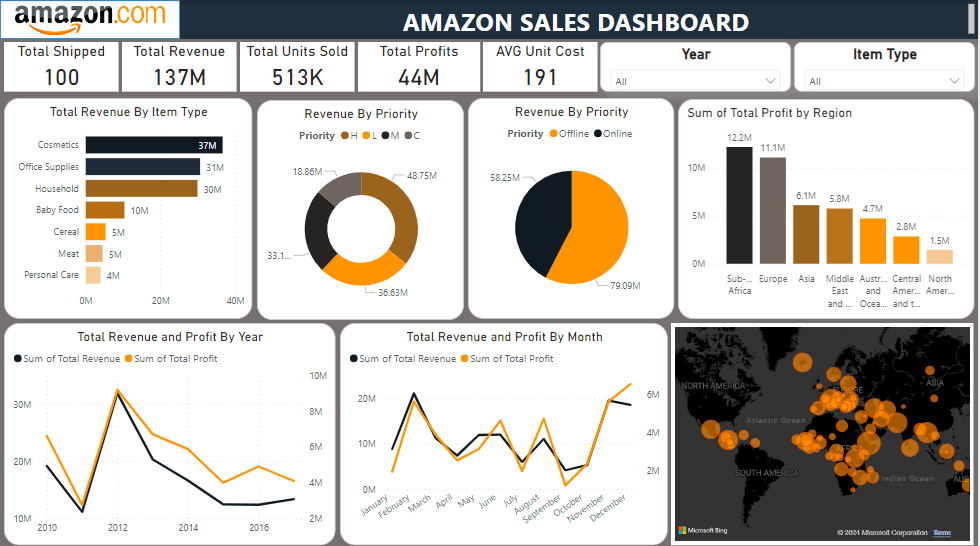 amazon.com
AMAZON SALES DASHBOARD
Total Shipped
100
Total Revenue
137M
Total Units Sold
513K
Total Profits
44M
AVG Unit Cost
191
Year
All
Item Type
All
Total Revenue By Item Type
Cosmetics 37M
Office Supplies 31M
Household 30M
Baby Food 10M
Cereal 5M
Meat 5M
Personal Care 4M
0M 20M 40M
Revenue By Priority
Priority H L M C
18.86M
48.75M
33.1...
36.63M
Revenue By Priority
Priority Offline Online
58.25M
79.09M
Sum of Total Profit by Region
12.2M
11.1M
10M
6.1M
5.8M
5M
4.7M
2.8M
1.5M
0M
Sub-... Europe Asia Middle Austr... Central North
Africa East and Amer... Amer...
and ... Ocea... and t...
Total Revenue and Profit By Year
Sum of Total Revenue Sum of Total Profit
10M
30M
8M
6M
20M
4M
10M 2M
2010 2012 2014 2016
Total Revenue and Profit By Month
Sum of Total Revenue Sum of Total Profit
20M 6M
10M 4M
2M
0M
January
February
March
April
May
June
July
August
September
October
November
December
NORTH AMERICA
EUROPE
ASIA
Atlantic Ocean
AFRICA
SOUTH AMERICA
Indian Ocean
AU
Microsoft Bing
© 2024 Microsoft Corporation Terms